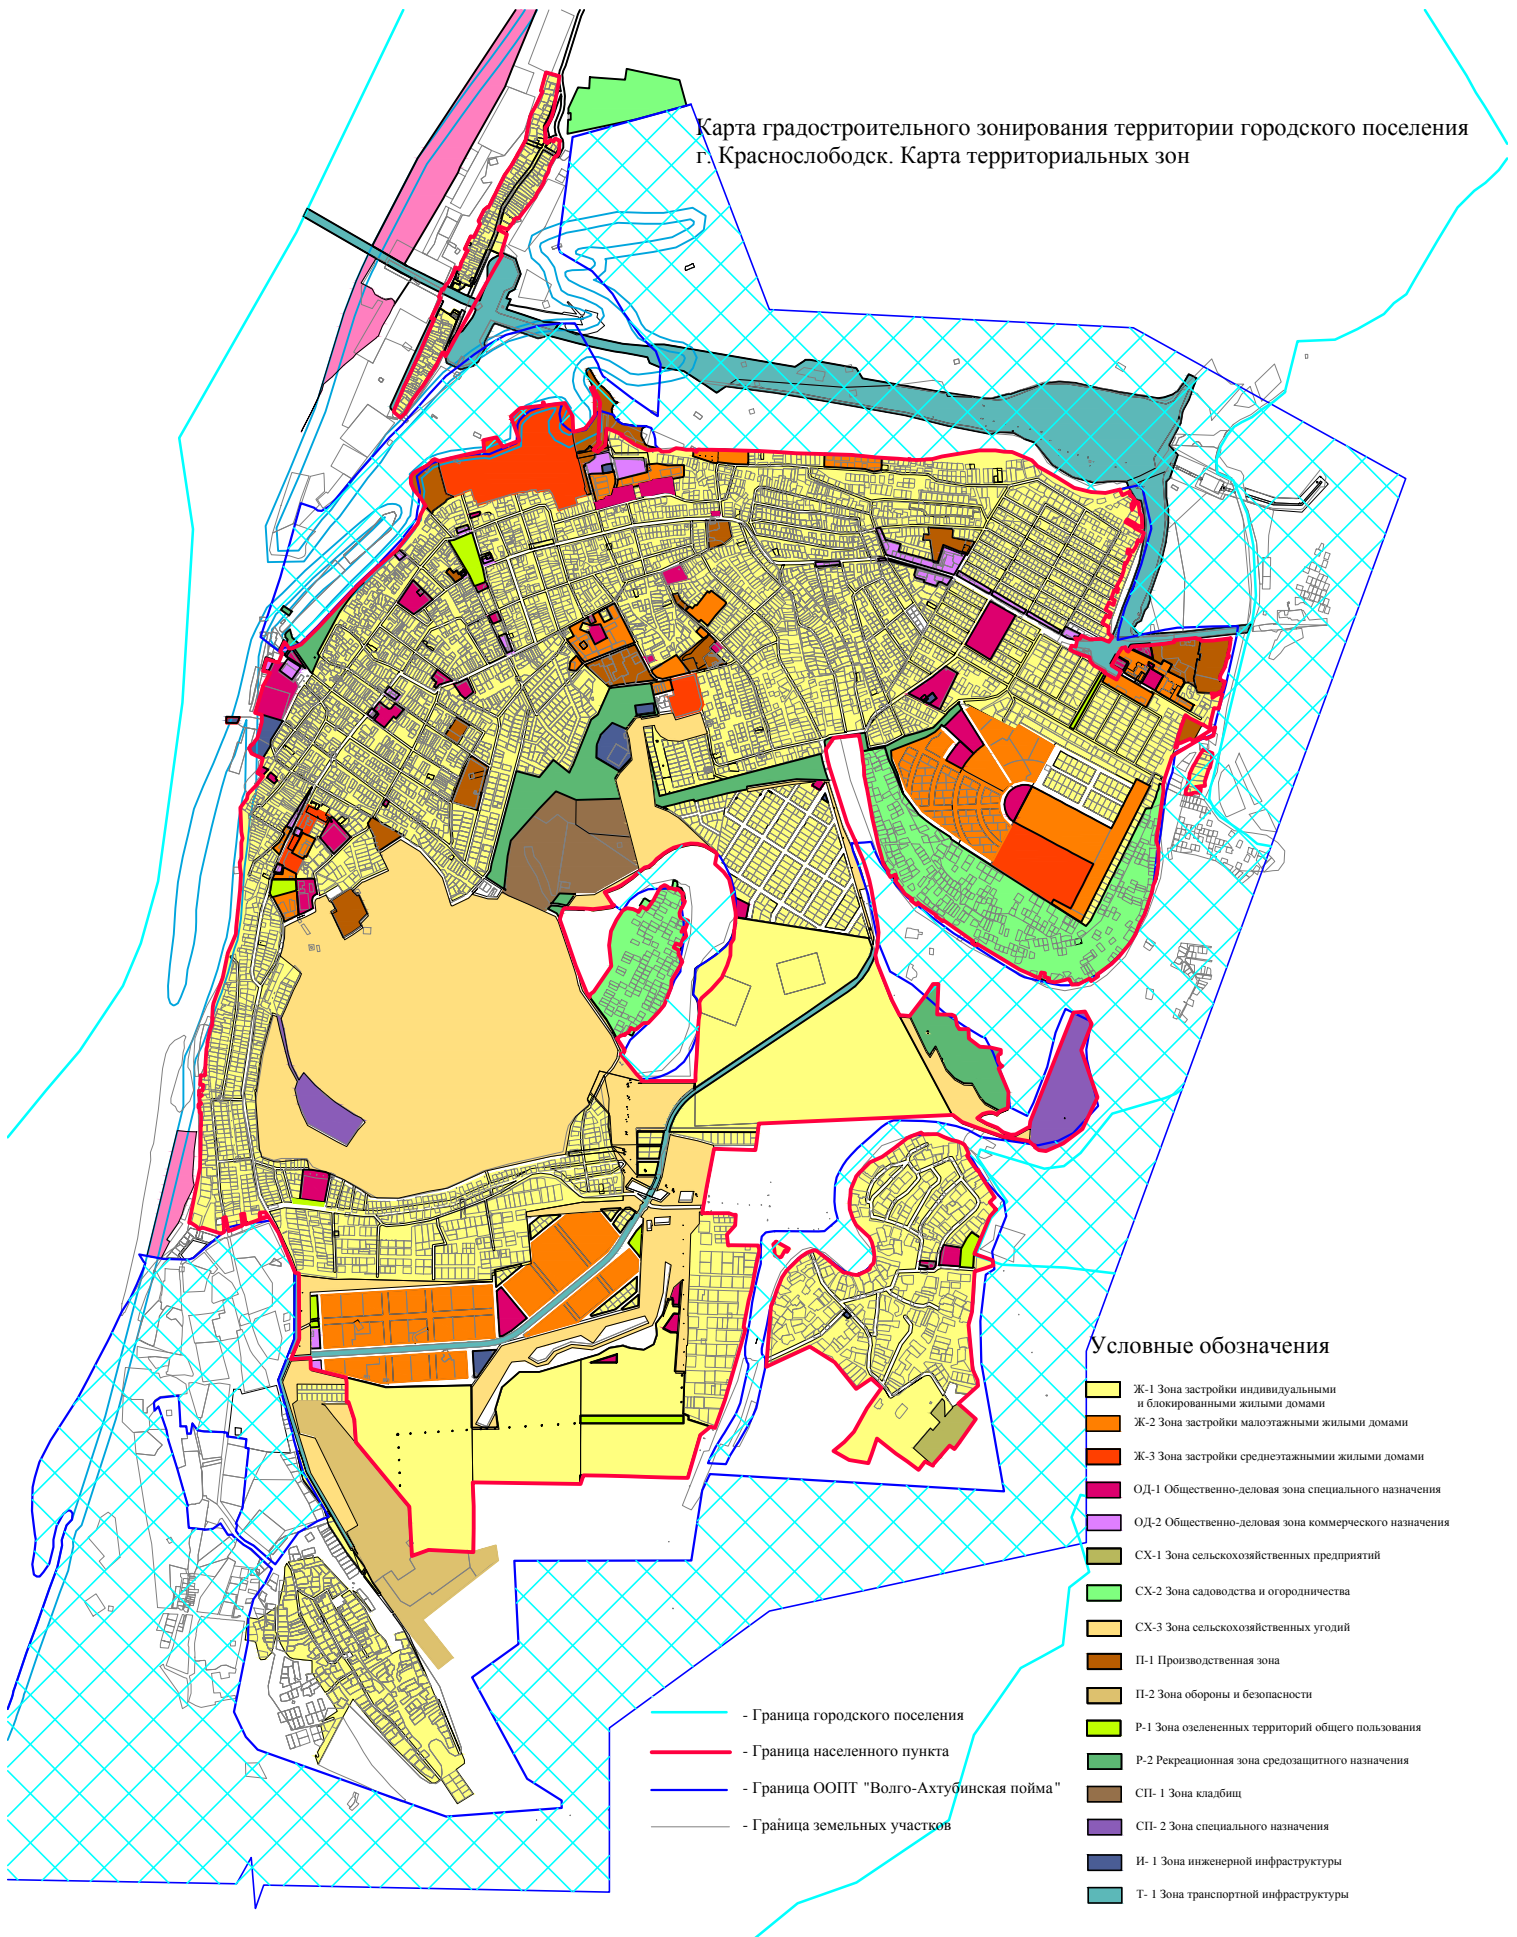 Карта градостроительного зонирования территории городского поселения
г. Краснослободск. Карта территориальных зон
Условные обозначения
Ж-1 Зона застройки индивидуальными
и блокированными жилыми домами
Ж-2 Зона застройки малоэтажными жилыми домами
Ж-3 Зона застройки среднеэтажными жилыми домами
ОД-1 Общественно-деловая зона специального назначения
ОД-2 Общественно-деловая зона коммерческого назначения
СХ-1 Зона сельскохозяйственных предприятий
СХ-2 Зона садоводства и огородничества
СХ-3 Зона сельскохозяйственных угодий
П-1 Производственная зона
П-2 Зона обороны и безопасности
Р-1 Зона озелененных территорий общего пользования
Р-2 Рекреационная зона средозащитного назначения
СП- 1 Зона кладбищ
СП- 2 Зона специального назначения
И- 1 Зона инженерной инфраструктуры
Т- 1 Зона транспортной инфраструктуры
- Граница городского поселения
- Граница населенного пункта
- Граница ООПТ "Волго-Ахтубинская пойма"
- Граница земельных участков